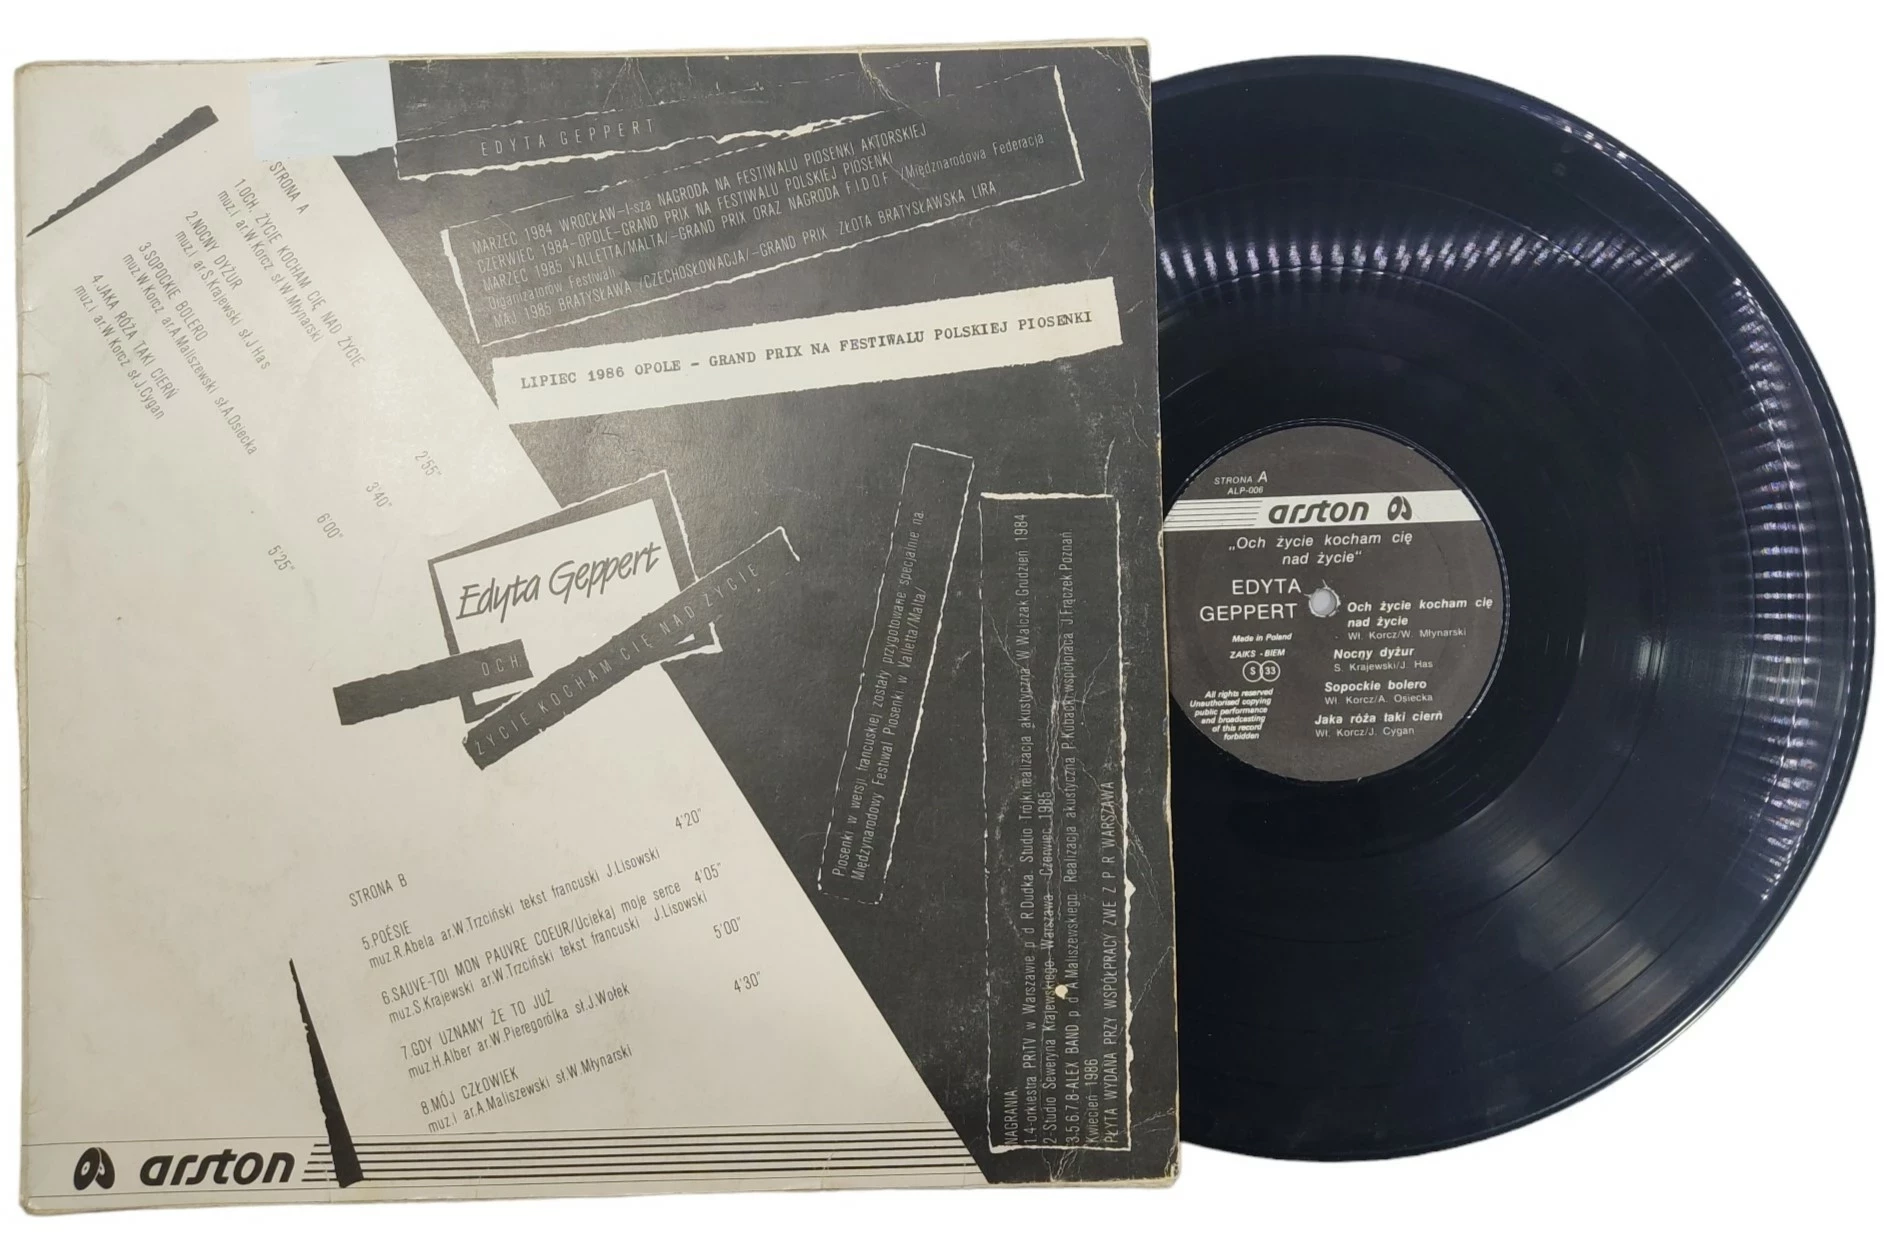 EDYTA GEPPERT
MARZEC 1984 WROCŁAW-I-sza NAGRODA NA FESTIWALU PIOSENKI AKTORSKIEJ
CZERWIEC 1984-OPOLE-GRAND PRIX NA FESTIWALU POLSKIEJ PIOSENKI
MARZEC 1985 VALLETTA/MALTA/-GRAND PRIX ORAZ NAGRODA F.I.D.O.F. /Międznarodowa Federacja
Organizatorów Festiwali
MAJ 1985 BRATYSŁAWA /CZECHOSŁOWACJA/-GRAND PRIX ZŁOTA BRATYSŁAWSKA LIRA
LIPIEC 1986 OPOLE - GRAND PRIX NA FESTIWALU POLSKIEJ PIOSENKI
STRONA A
1.OCH, ŻYCIE KOCHAM CIĘ NAD ŻYCIE
muz.i ar.W.Korcz sł.W.Młynarski
2'55"
2.NOCNY DYŻUR
muz.i ar.S.Krajewski sł.J.Has
3'40"
3.SOPOCKIE BOLERO
muz.W.Korcz ar.A.Maliszewski sł.A.Osiecka
6'00"
4.JAKA RÓŻA TAKI CIERŃ
muz.i ar.W.Korcz sł.J.Cygan
5'25"
Edyta Geppert
OCH
ŻYCIE KOCHAM CIĘ NAD ŻYCIE
STRONA B
5.POÉSIE 4'20"
muz.R.Abela ar.W.Trzciński tekst francuski J.Lisowski
6.SAUVE-TOI MON PAUVRE COEUR/Uciekaj moje serce 4'05"
muz.S.Krajewski ar.W.Trzciński tekst francuski J.Lisowski
7.GDY UZNAMY ŻE TO JUŻ 5'00"
muz.H.Alber ar.W.Pieregorólka sł.J.Wołek
8.MÓJ CZŁOWIEK 4'30"
muz.i ar.A.Maliszewski sł.W.Młynarski
Piosenki w wersji francuskiej zostały przygotowane specjalnie na
Międzynarodowy Festiwal Piosenki w Valletta/Malta/
NAGRANIA:
1.4-orkiestra PRiTV w Warszawie p d R.Dudka. Studio Trójki realizacja akustyczna W.Walczak Grudzień 1984
2-Studio Seweryna Krajewskiego. Warszawa Czerwiec 1985
3.5.6.7.8-ALEX BAND p d A.Maliszewskiego. Realizacja akustyczna P.Kubacki współpraca J.Frączek Poznań
Kwiecień 1986
PŁYTA WYDANA PRZY WSPÓŁPRACY ZWE Z P R WARSZAWA
arston
STRONA A
ALP-006
arston
„Och życie kocham cię
nad życie“
EDYTA
GEPPERT
Made in Poland
ZAIKS - BIEM
S 33
All rights reserved
Unauthorized copying
public performance
and broadcasting
of this record
forbidden
Och życie kocham cię
nad życie
Wł. Korcz/W. Młynarski
Nocny dyżur
S. Krajewski/J. Has
Sopockie bolero
Wł. Korcz/A. Osiecka
Jaka róża taki cierń
Wł. Korcz/J. Cygan